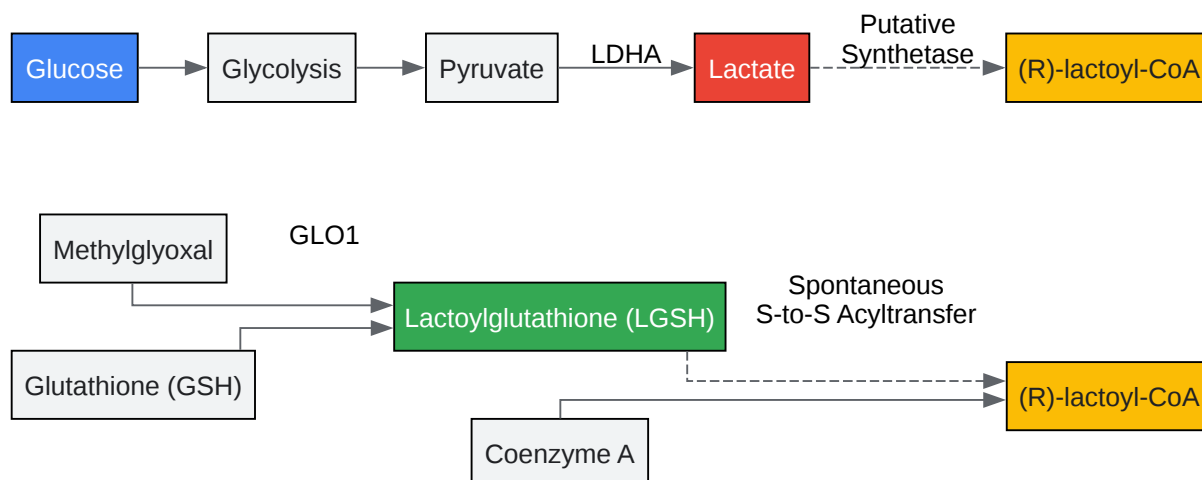 Glucose
Glycolysis
Pyruvate
LDHA
Lactate
Putative
Synthetase
(R)-lactoyl-CoA
Methylglyoxal
GLO1
Glutathione (GSH)
Lactoylglutathione (LGSH)
Spontaneous
S-to-S Acyltransfer
Coenzyme A
(R)-lactoyl-CoA